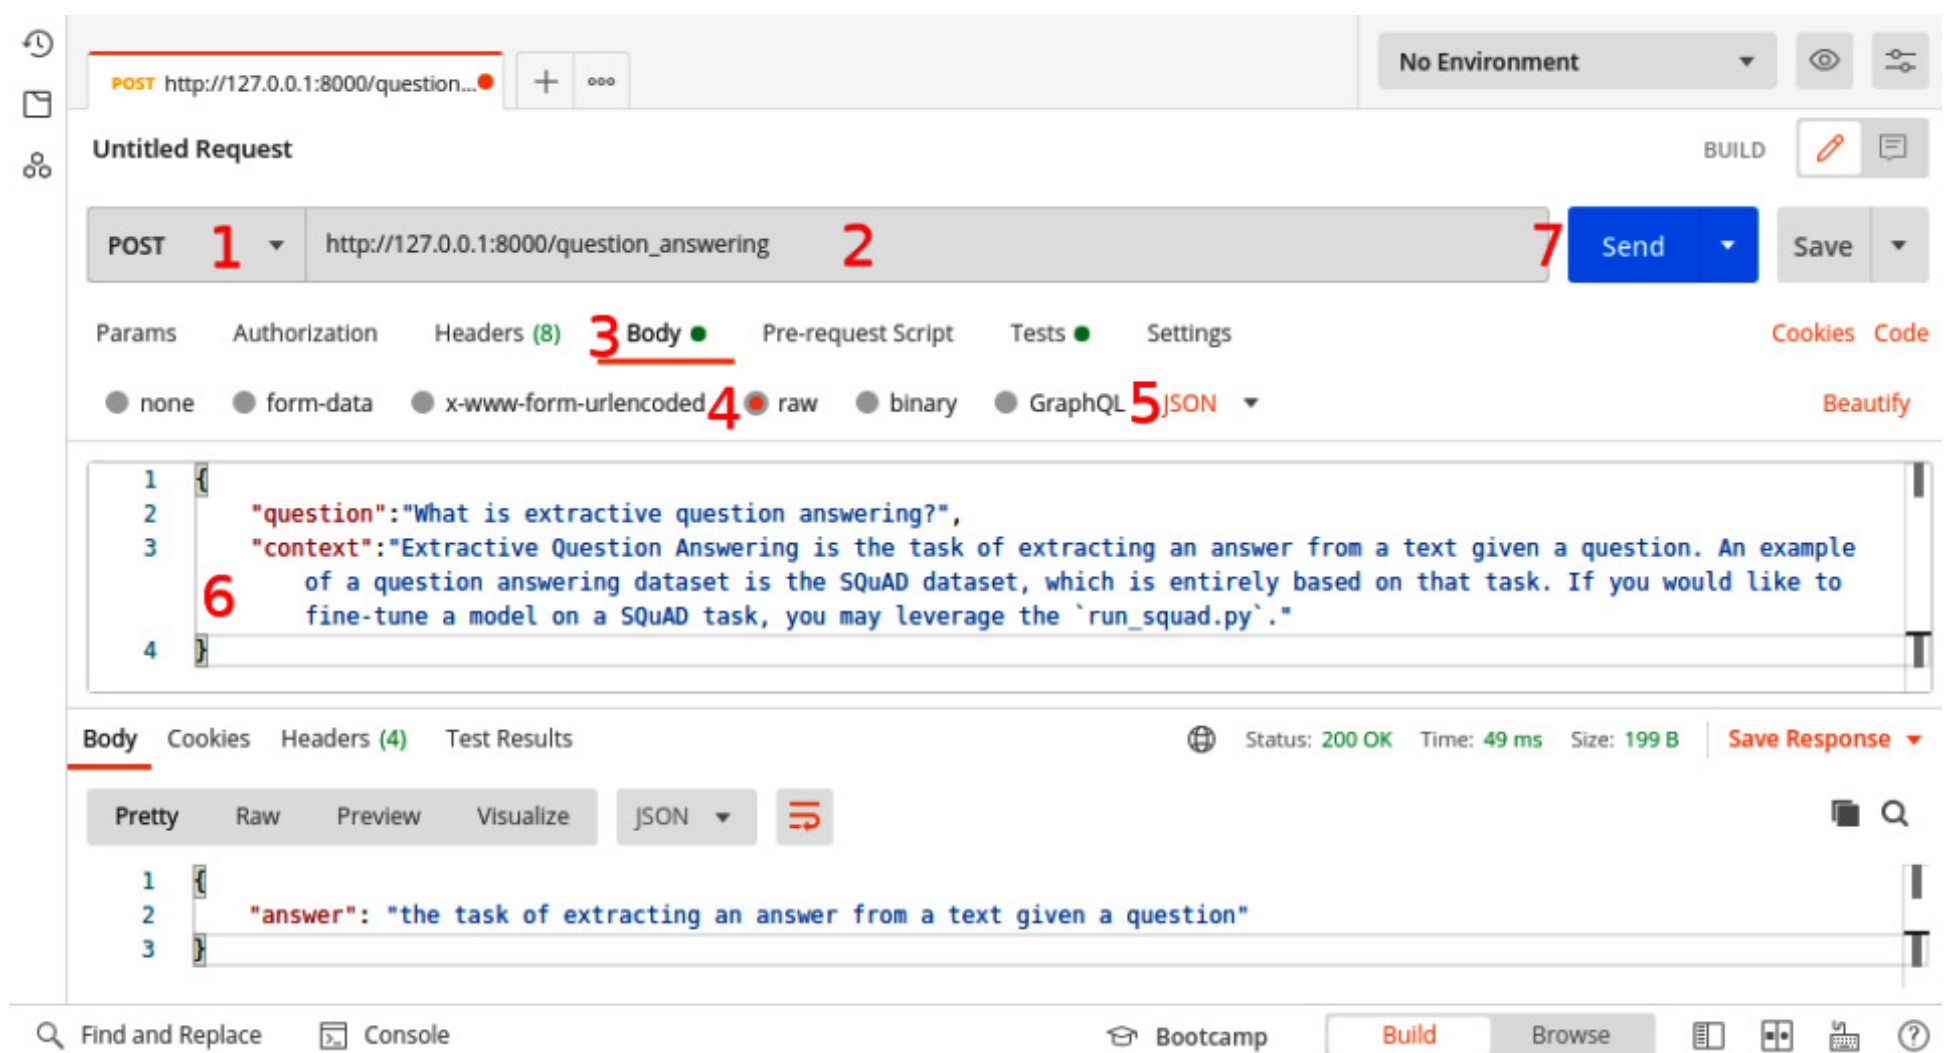 POST http://127.0.0.1:8000/question... No Environment
Untitled Request BUILD
POST 1 http://127.0.0.1:8000/question_answering 2 7 Send Save
Params Authorization Headers (8) 3 Body Pre-request Script Tests Settings Cookies Code
none form-data x-www-form-urlencoded 4 raw binary GraphQL 5 JSON Beautify
1 {
2 "question":"What is extractive question answering?",
3 "context":"Extractive Question Answering is the task of extracting an answer from a text given a question. An example
6 of a question answering dataset is the SQuAD dataset, which is entirely based on that task. If you would like to
fine-tune a model on a SQuAD task, you may leverage the `run_squad.py`."
4 }
Body Cookies Headers (4) Test Results Status: 200 OK Time: 49 ms Size: 199 B Save Response
Pretty Raw Preview Visualize JSON
1 {
2 "answer": "the task of extracting an answer from a text given a question"
3 }
Find and Replace Console Bootcamp Build Browse